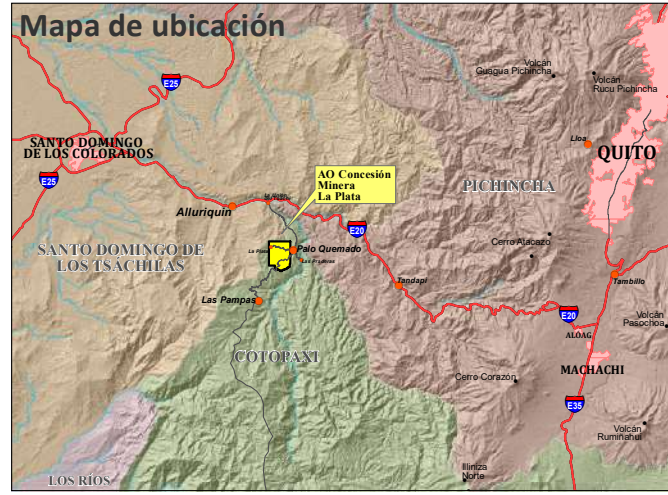 Mapa de ubicación
Volcán
Guagua Pichincha
Volcán
Rucu Pichincha
E25
Lloa
SANTO DOMINGO
DE LOS COLORADOS
QUITO
AO Concesión
Minera
La Plata
E25
PICHINCHA
Alluriquín
E20
SANTO DOMINGO DE
LOS TSÁCHILAS
Palo Quemado
Cerro Atacazo
Tandapi
Tambillo
Las Pampas
E20
Volcán
Pasochoa
ALOAG
COTOPAXI
MACHACHI
Cerro Corazón
E35
Volcán
Rumiñahui
LOS RÍOS
Illiniza
Norte